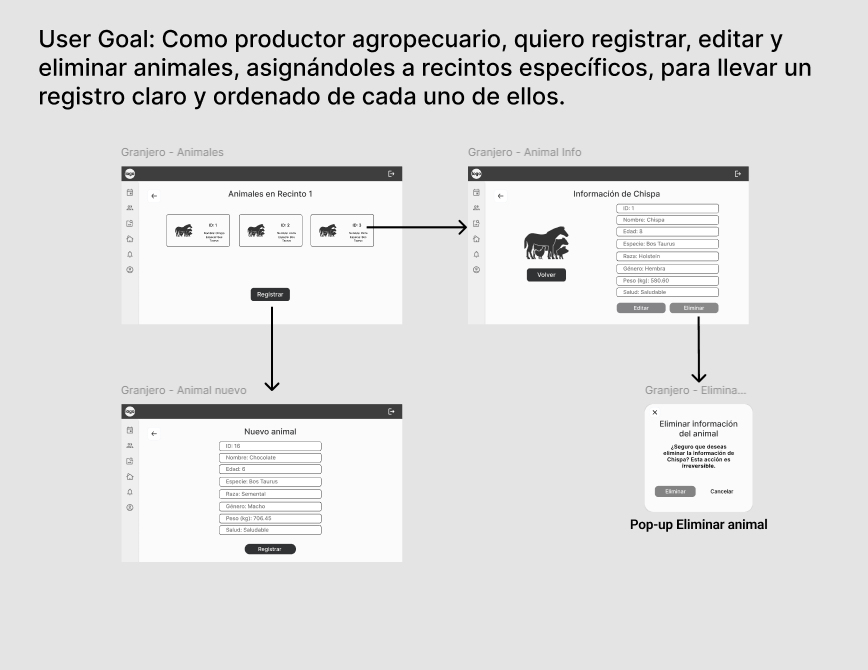 User Goal: Como productor agropecuario, quiero registrar, editar y
eliminar animales, asignándoles a recintos específicos, para llevar un
registro claro y ordenado de cada uno de ellos.
Granjero - Animales
Animales en Recinto 1
ID: 1
ID: 2
ID: 3
Registrar
Granjero - Animal Info
Información de Chispa
ID: 1
Nombre: Chispa
Edad: 8
Especie: Bos Taurus
Raza: Holstein
Género: Hembra
Peso (kg): 590.60
Salud: Saludable
Volver
Editar
Eliminar
Granjero - Animal nuevo
Nuevo animal
ID: 16
Nombre: Chocolate
Edad: 6
Especie: Bos Taurus
Raza: Semental
Género: Macho
Peso (kg): 706.45
Salud: Saludable
Registrar
Granjero - Elimina...
Eliminar información
del animal
¿Seguro que deseas
eliminar la información de
Chispa? Esta acción es
irreversible.
Eliminar
Cancelar
Pop-up Eliminar animal